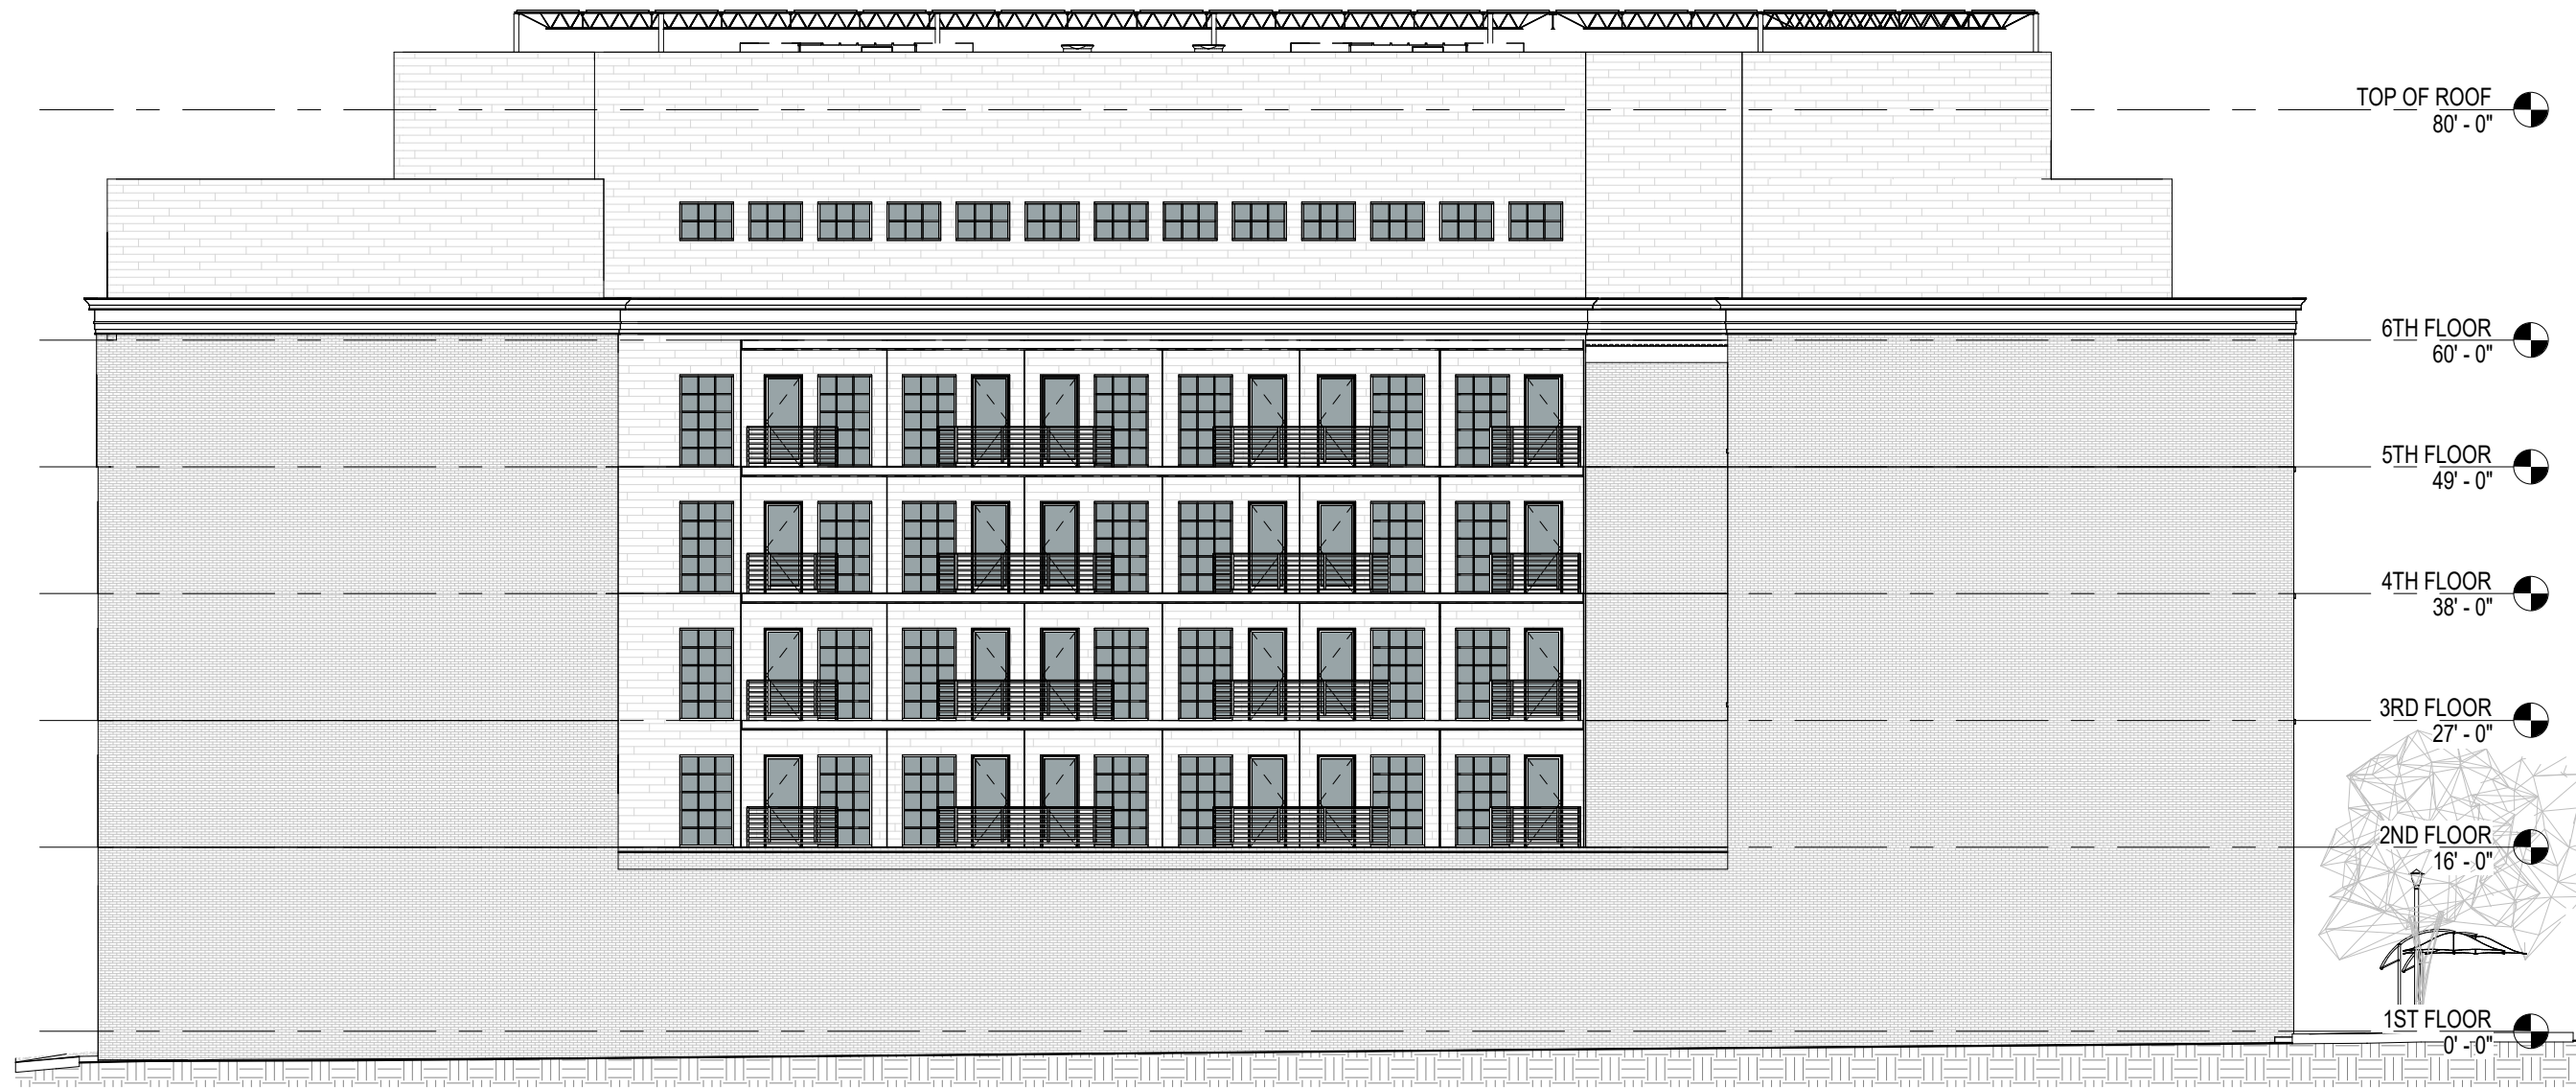 TOP OF ROOF
80' - 0"
6TH FLOOR
60' - 0"
5TH FLOOR
49' - 0"
4TH FLOOR
38' - 0"
3RD FLOOR
27' - 0"
2ND FLOOR
16' - 0"
1ST FLOOR
0' - 0"